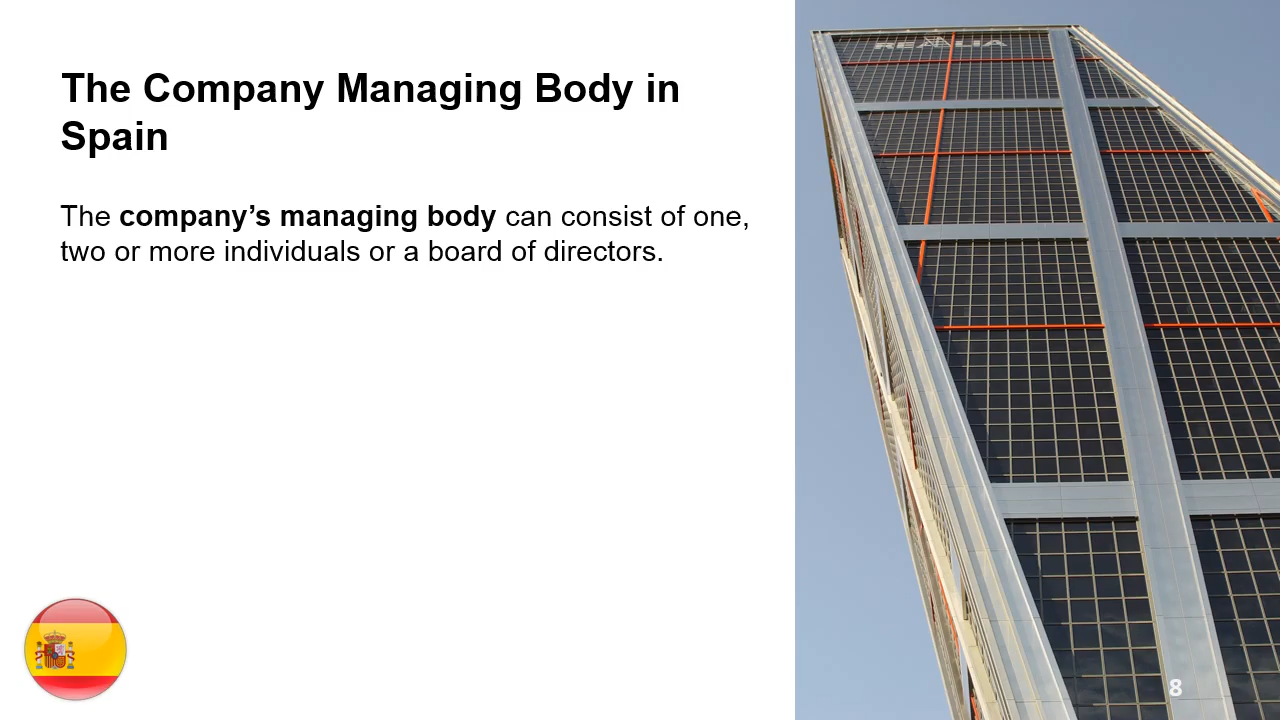 The Company Managing Body in
Spain
The company’s managing body can consist of one,
two or more individuals or a board of directors.
REALIA
8